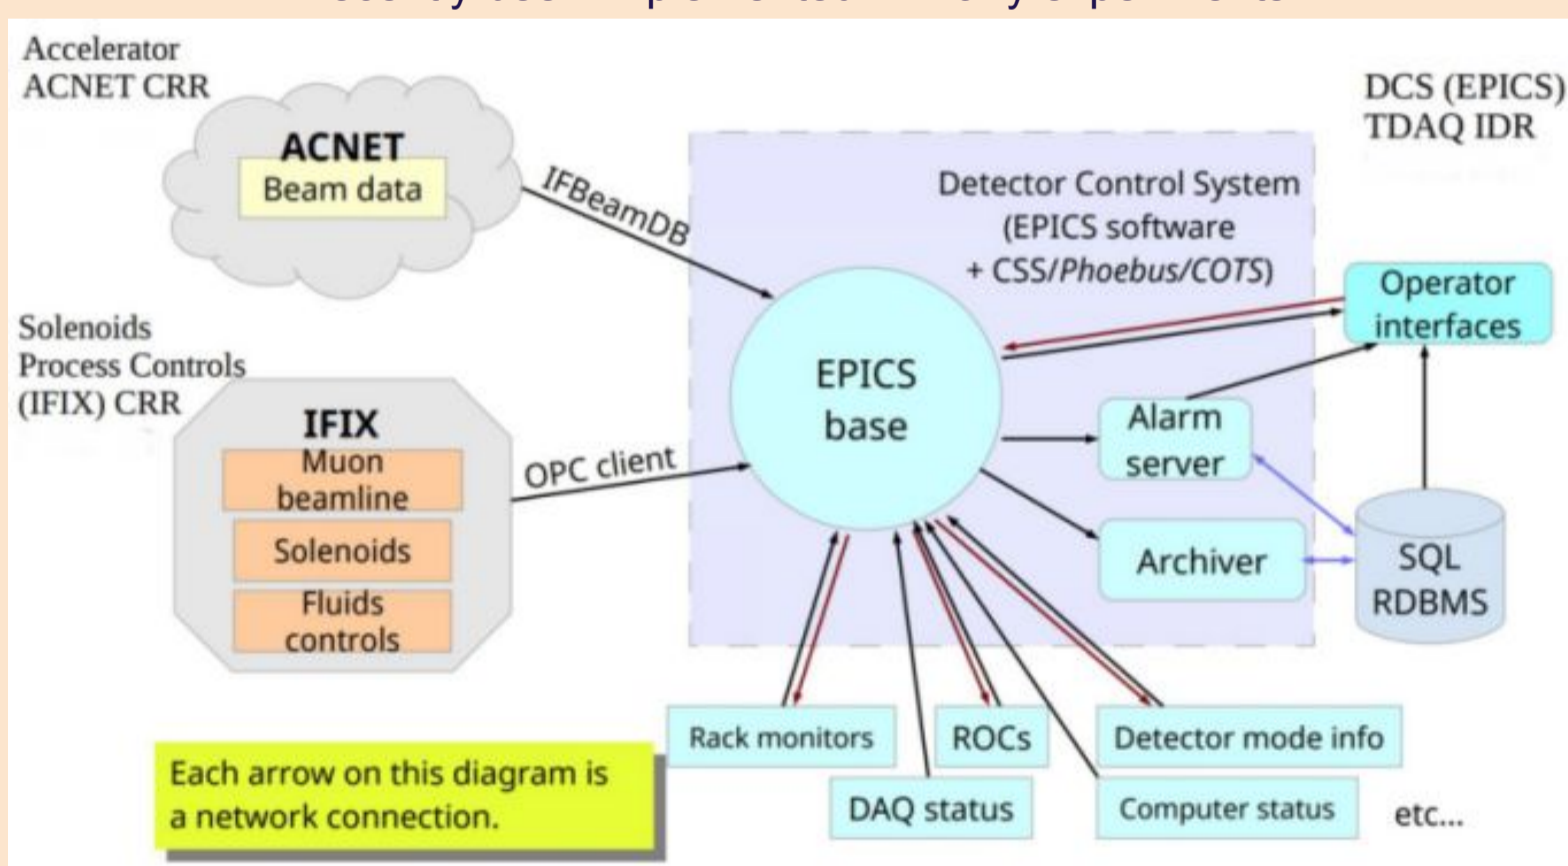 Accelerator
ACNET CRR
ACNET
Beam data
IFBeamDB
DCS (EPICS)
TDAQ IDR
Detector Control System
(EPICS software
+ CSS/Phoebus/COTS)
Operator
interfaces
Solenoids
Process Controls
(IFIX) CRR
IFIX
Muon
beamline
Solenoids
Fluids
controls
OPC client
EPICS
base
Alarm
server
Archiver
SQL
RDBMS
Rack monitors
ROCs
Detector mode info
DAQ status
Computer status
etc...
Each arrow on this diagram is
a network connection.